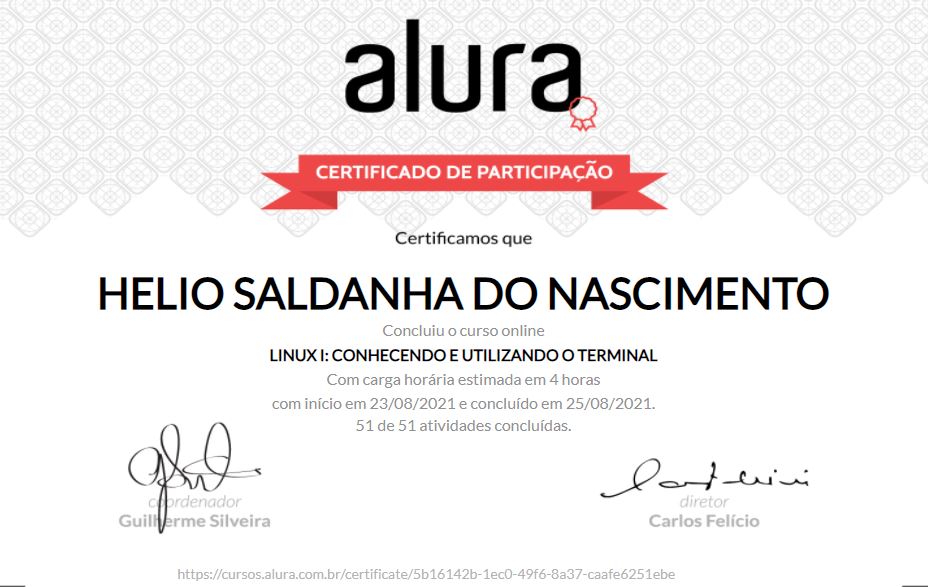 alura
CERTIFICADO DE PARTICIPAÇÃO
Certificamos que
HELIO SALDANHA DO NASCIMENTO
Concluiu o curso online
LINUX I: CONHECENDO E UTILIZANDO O TERMINAL
Com carga horária estimada em 4 horas
com início em 23/08/2021 e concluído em 25/08/2021.
51 de 51 atividades concluídas.
coordenador
Guilherme Silveira
diretor
Carlos Felício
https://cursos.alura.com.br/certificate/5b16142b-1ec0-49f6-8a37-caafe6251ebe